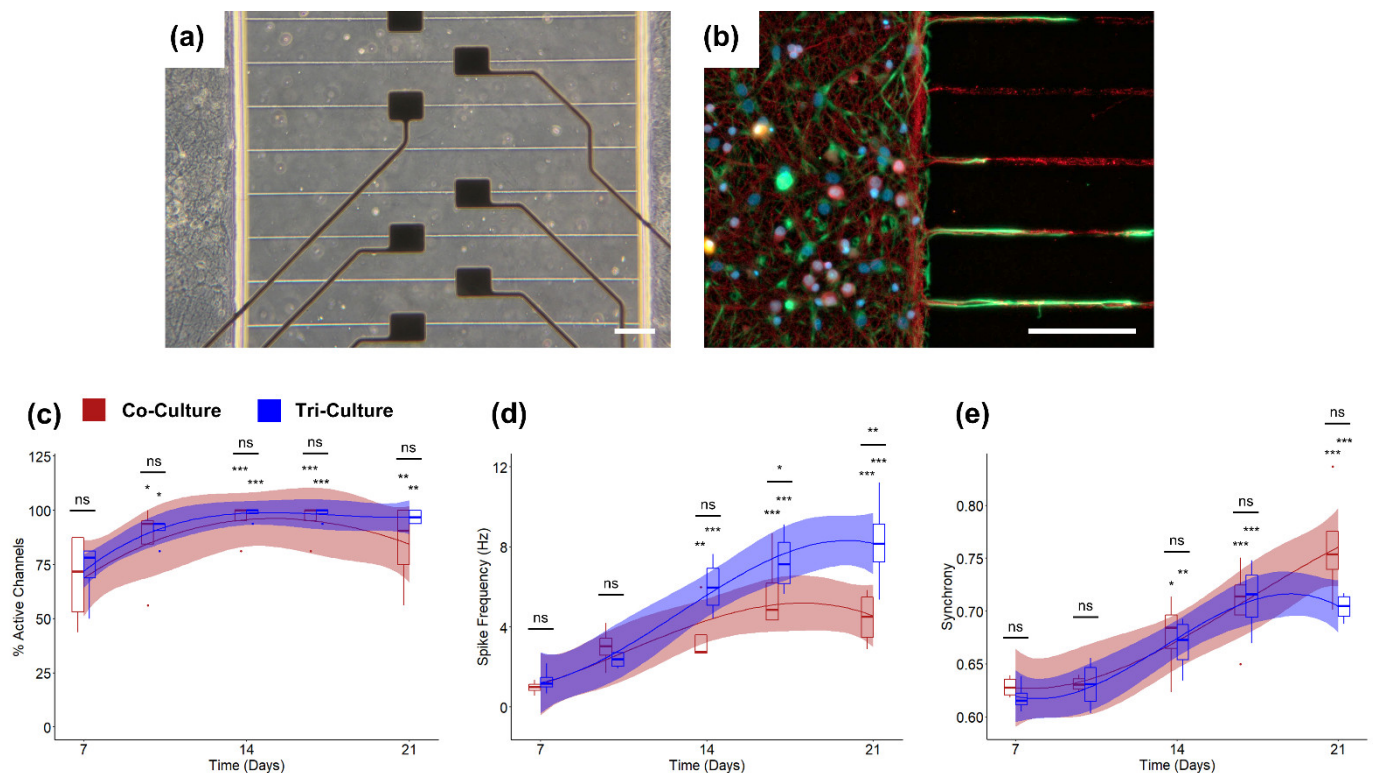 (a)
(b)
(c)
Co-Culture
Tri-Culture
(d)
(e)
ns
ns
ns
ns
ns
***
***
***
***
**
**
*
*
125
100
75
50
25
0
% Active Channels
7
14
21
Time (Days)
**
***
***
*
***
***
ns
***
**
ns
ns
12
8
4
0
Spike Frequency (Hz)
7
14
21
Time (Days)
ns
***
***
ns
***
***
ns
**
*
ns
ns
0.80
0.75
0.70
0.65
0.60
Synchrony
7
14
21
Time (Days)